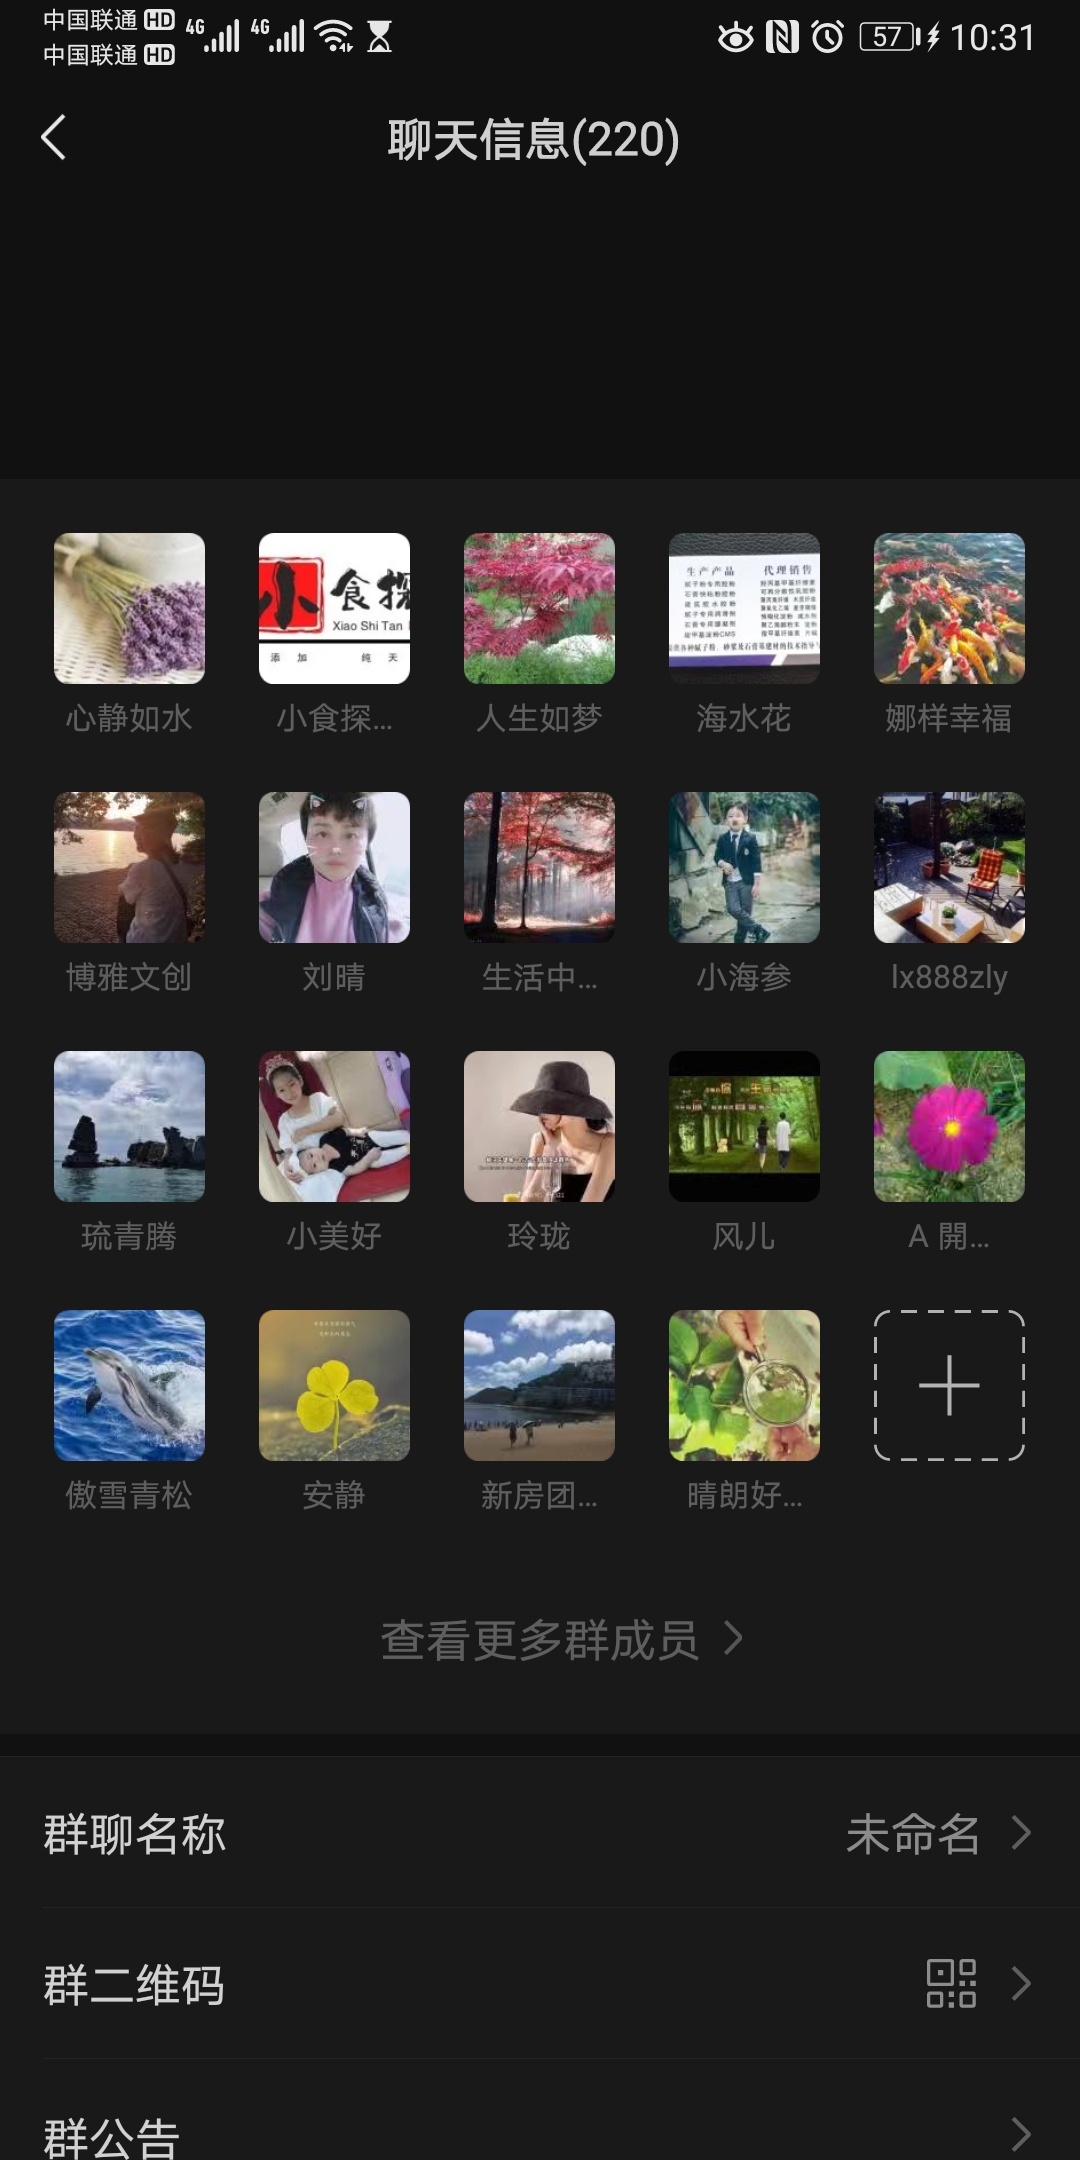 中国联通 HD 4G 4G
中国联通 HD
57 10:31
聊天信息(220)
小食探
Xiao Shi Tan
添 加 纯 天
生产产品 代理销售
心静如水 小食探... 人生如梦 海水花 娜样幸福
博雅文创 刘晴 生活中... 小海参 lx888zly
琉青腾 小美好 玲珑 风儿 A 開...
傲雪青松 安静 新房团... 晴朗好...
查看更多群成员
群聊名称 未命名
群二维码
群公告